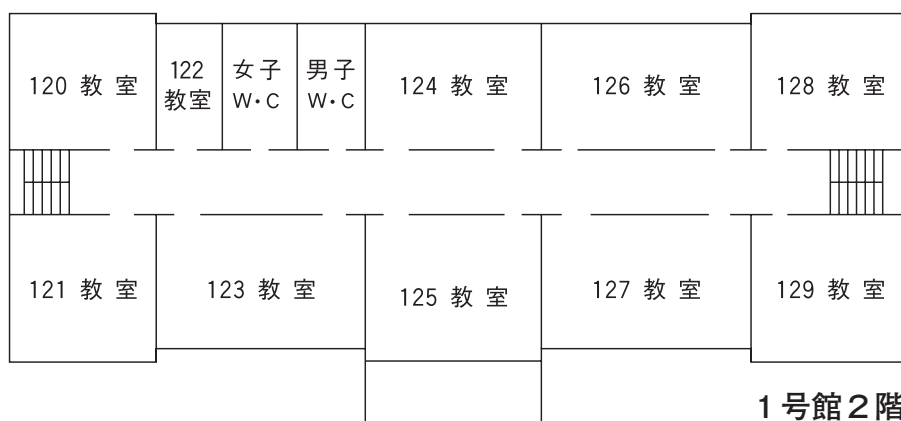 120 教室
122
教室
女子
W・C
男子
W・C
124 教室
126 教室
128 教室
121 教室
123 教室
125 教室
127 教室
129 教室
1号館2階